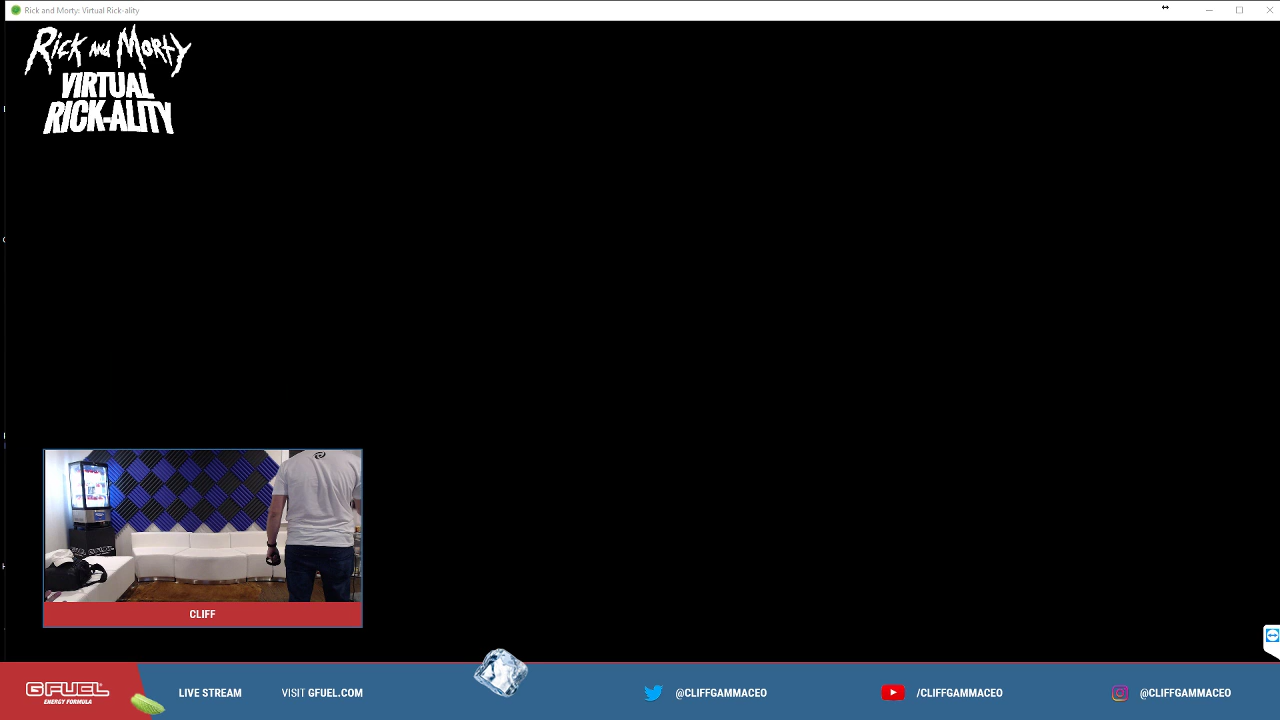 Rick and Morty: Virtual Rick-ality
Rick and Morty
VIRTUAL
RICK-ALITY
CLIFF
GFUEL
ENERGY FORMULA
LIVE STREAM
VISIT GFUEL.COM
@CLIFFGAMMACEO
/CLIFFGAMMACEO
@CLIFFGAMMACEO